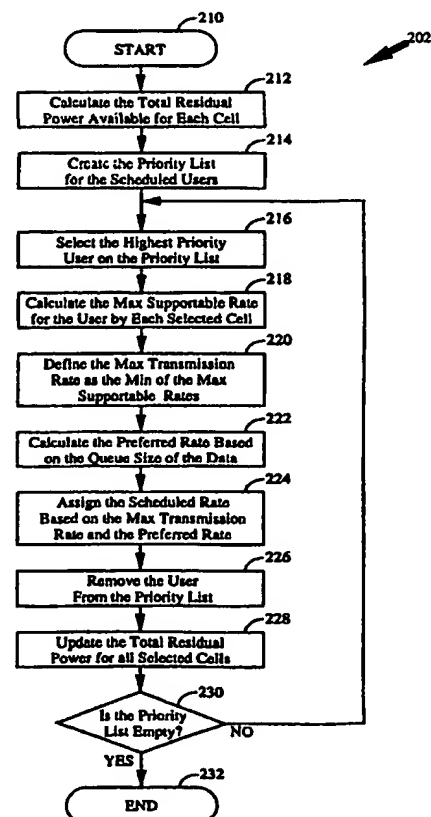 210
START
202
212
Calculate the Total Residual
Power Available for Each Cell
214
Create the Priority List
for the Scheduled Users
216
Select the Highest Priority
User on the Priority List
218
Calculate the Max Supportable Rate
for the User by Each Selected Cell
220
Define the Max Transmission
Rate as the Min of the Max
Supportable Rates
222
Calculate the Preferred Rate Based
on the Queue Size of the Data
224
Assign the Scheduled Rate
Based on the Max Transmission
Rate and the Preferred Rate
226
Remove the User
From the Priority List
228
Update the Total Residual
Power for all Selected Cells
230
Is the Priority
List Empty?
NO
YES
232
END